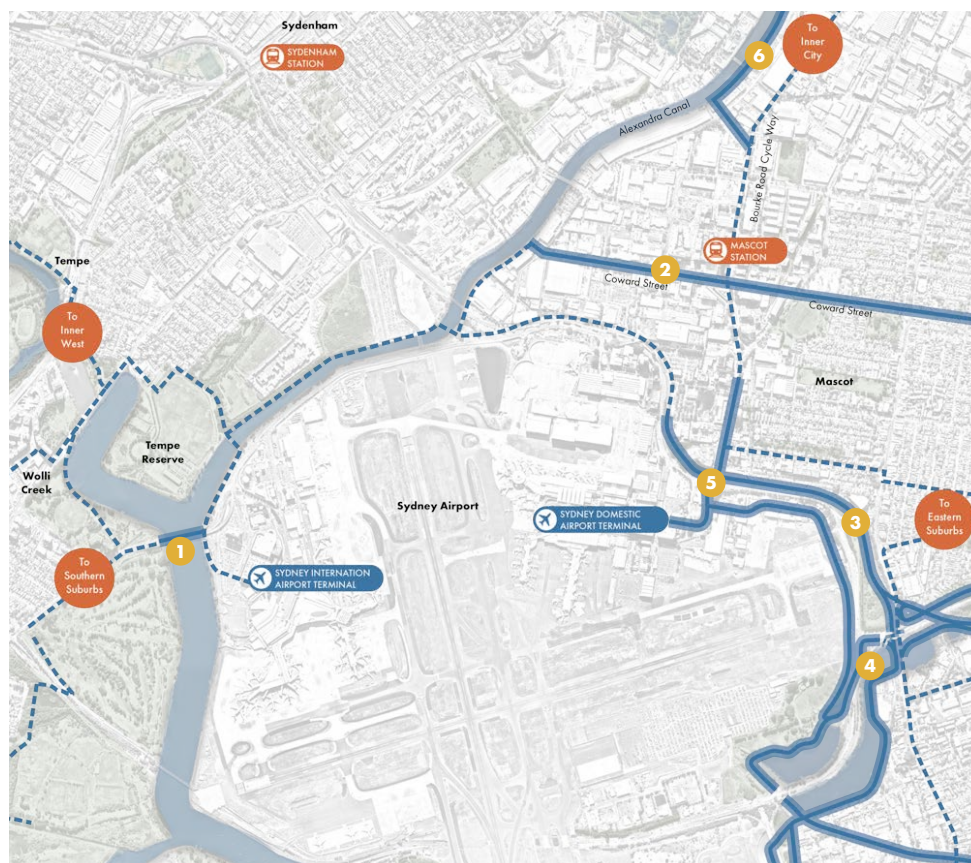 Sydenham
SYDENHAM
STATION
To
Inner
City
6
Alexandra Canal
Bourke Road Cycle Way
MASCOT
STATION
2
Coward Street
Coward Street
Tempe
To
Inner
West
Mascot
Tempe
Reserve
Wolli
Creek
5
Sydney Airport
SYDNEY DOMESTIC
AIRPORT TERMINAL
3
To
Eastern
Suburbs
1
To
Southern
Suburbs
SYDNEY INTERNATION
AIRPORT TERMINAL
4